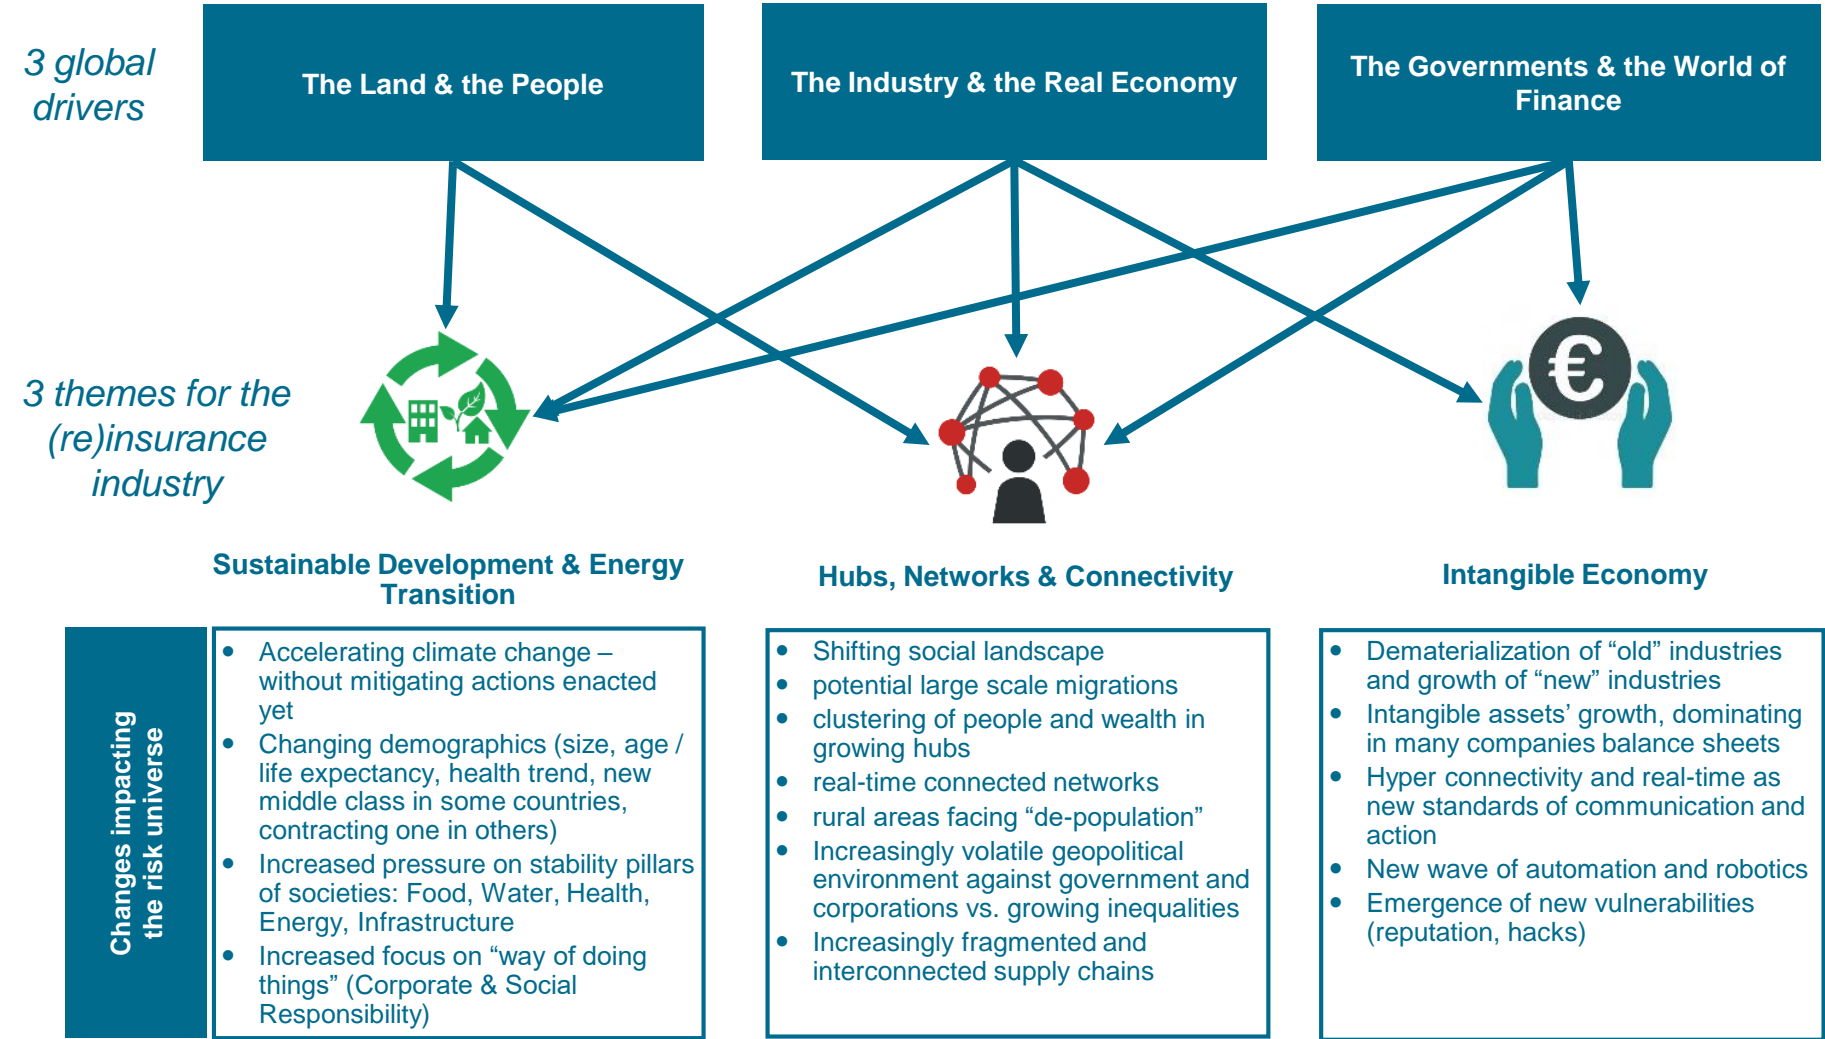 3 global
drivers
The Land & the People
The Industry & the Real Economy
The Governments & the World of
Finance
3 themes for the
(re)insurance
industry
€
Sustainable Development & Energy
Transition
Hubs, Networks & Connectivity
Intangible Economy
Changes impacting
the risk universe
• Accelerating climate change –
without mitigating actions enacted
yet
• Changing demographics (size, age /
life expectancy, health trend, new
middle class in some countries,
contracting one in others)
• Increased pressure on stability pillars
of societies: Food, Water, Health,
Energy, Infrastructure
• Increased focus on “way of doing
things” (Corporate & Social
Responsibility)
• Shifting social landscape
• potential large scale migrations
• clustering of people and wealth in
growing hubs
• real-time connected networks
• rural areas facing “de-population”
• Increasingly volatile geopolitical
environment against government and
corporations vs. growing inequalities
• Increasingly fragmented and
interconnected supply chains
• Dematerialization of “old” industries
and growth of “new” industries
• Intangible assets’ growth, dominating
in many companies balance sheets
• Hyper connectivity and real-time as
new standards of communication and
action
• New wave of automation and robotics
• Emergence of new vulnerabilities
(reputation, hacks)